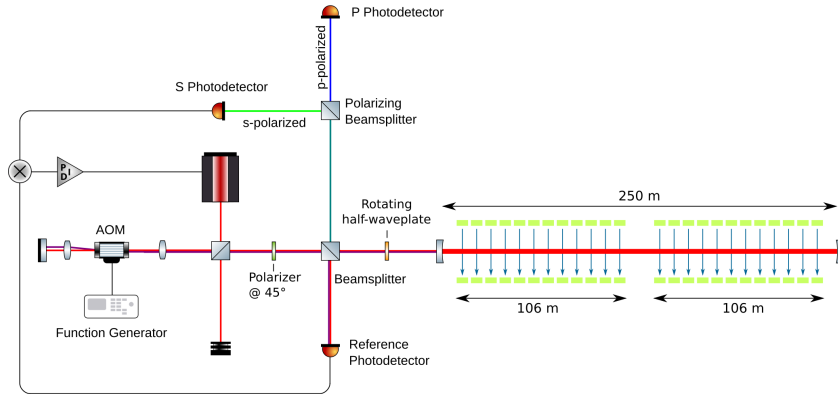 P Photodetector
p-polarized
S Photodetector
s-polarized
Polarizing
Beamsplitter
P
I
D
Rotating
half-waveplate
250 m
AOM
Polarizer
@ 45°
Beamsplitter
106 m
106 m
Function Generator
Reference
Photodetector